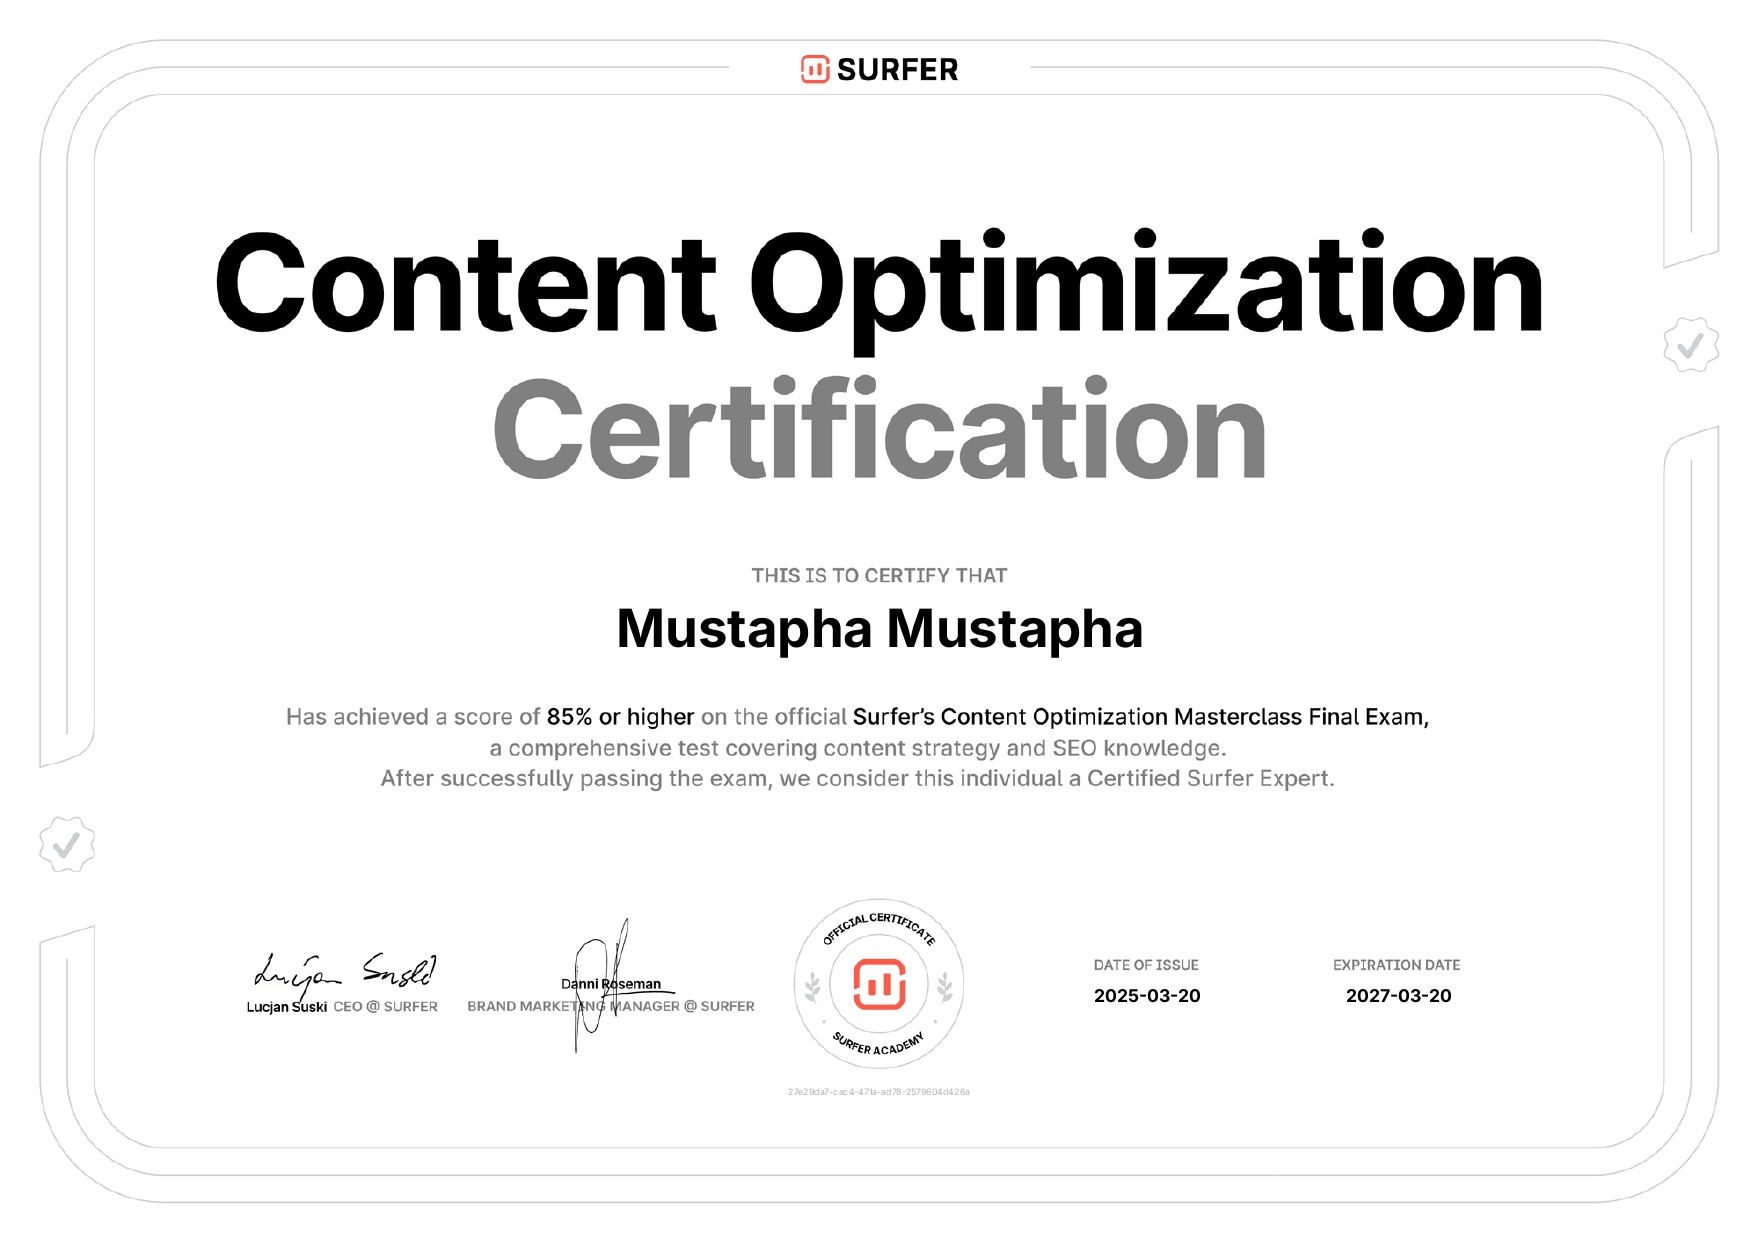 SURFER
Content Optimization
Certification
THIS IS TO CERTIFY THAT
Mustapha Mustapha
Has achieved a score of 85% or higher on the official Surfer's Content Optimization Masterclass Final Exam,
a comprehensive test covering content strategy and SEO knowledge.
After successfully passing the exam, we consider this individual a Certified Surfer Expert.
Lucjan Suski
Lucjan Suski CEO @ SURFER
Danni Roseman
BRAND MARKETING MANAGER @ SURFER
OFFICIAL CERTIFICATE
SURFER ACADEMY
DATE OF ISSUE
2025-03-20
EXPIRATION DATE
2027-03-20
27e29da7-cac4-471a-ad78-2579604d426a